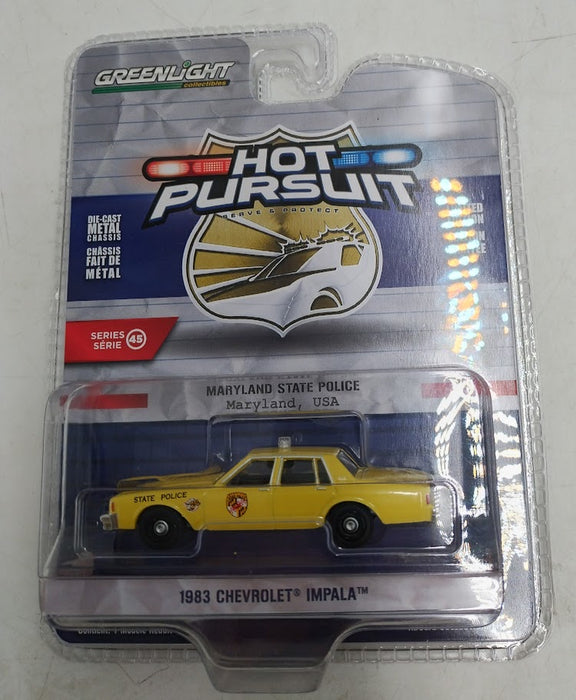 GREENLiGHT
collectibles
HOT
PURSUIT
SERVE & PROTECT
DIE-CAST
METAL
CHASSIS
CHÂSSIS
FAIT DE
MÉTAL
SERIES
SÉRIE
45
MARYLAND STATE POLICE
Maryland, USA
STATE POLICE
1983 CHEVROLET® IMPALA™